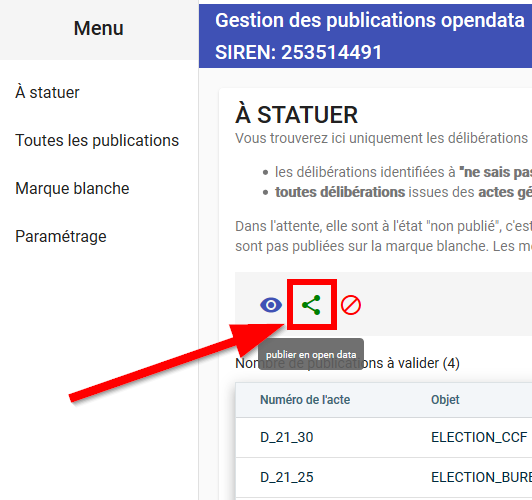 Menu
À statuer
Toutes les publications
Marque blanche
Paramétrage
Gestion des publications opendata
SIREN: 253514491
À STATUER
Vous trouverez ici uniquement les délibérations
les délibérations identifiées à "ne sais pas
toutes délibérations issues des actes gé
Dans l'attente, elle sont à l'état "non publié", c'est
sont pas publiées sur la marque blanche. Les
publier en open data
Nombre de publications à valider (4)
Numéro de l'acte Objet
D_21_30 ELECTION_CCF
D_21_25 ELECTION_BURE